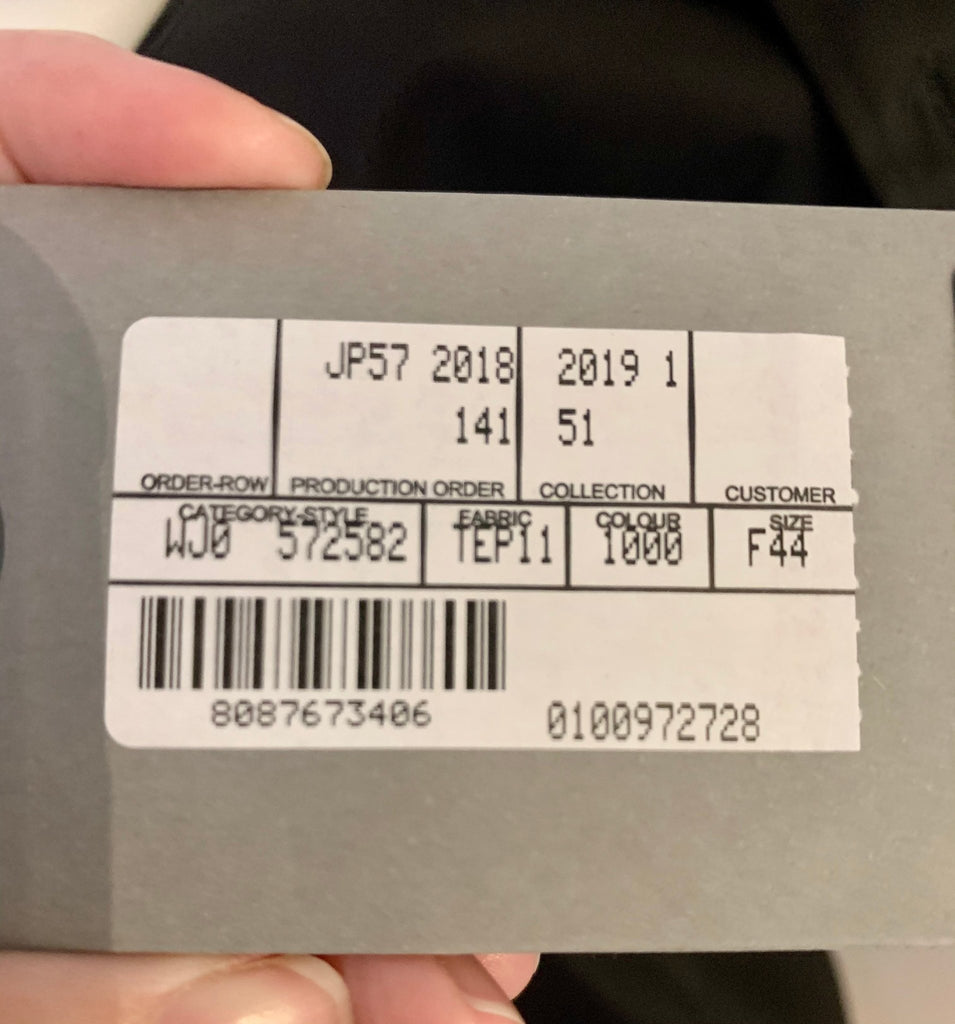 JP57 2018
141
2019 1
51
ORDER-ROW
PRODUCTION ORDER
COLLECTION
CUSTOMER
CATEGORY-STYLE
WJ0 572582
FABRIC
TEP11
COLOUR
1000
SIZE
F44
8087673406
0100972728